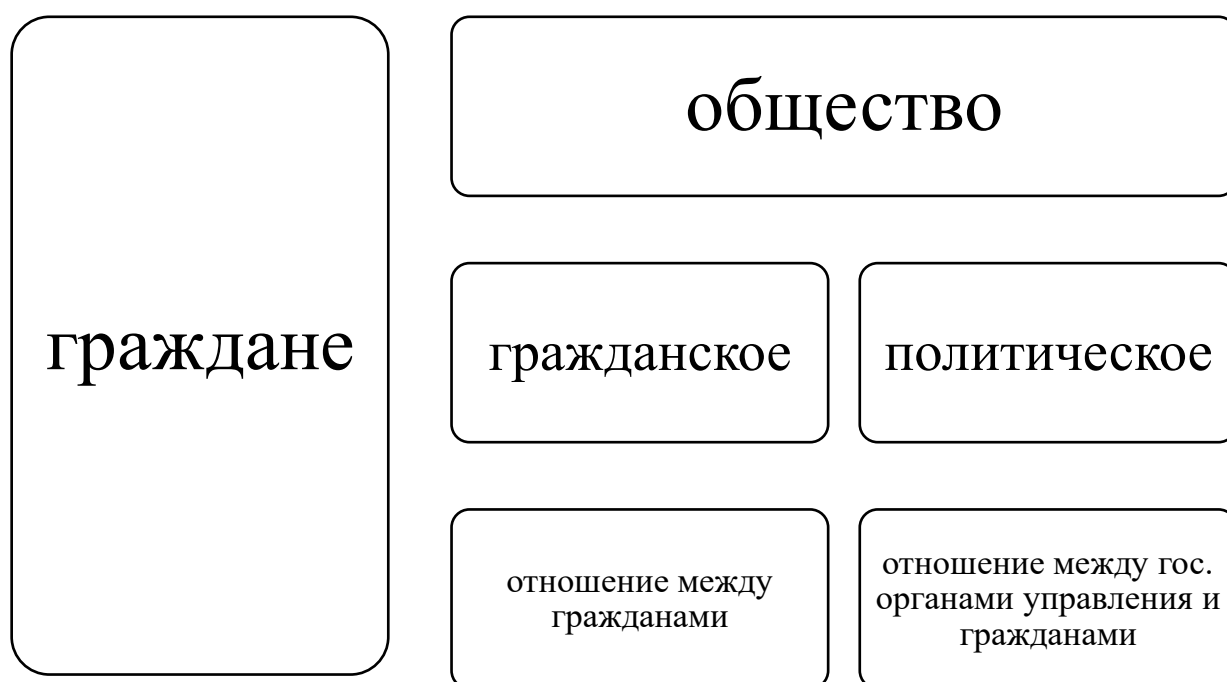 граждане
общество
гражданское
политическое
отношение между
гражданами
отношение между гос.
органами управления и
гражданами